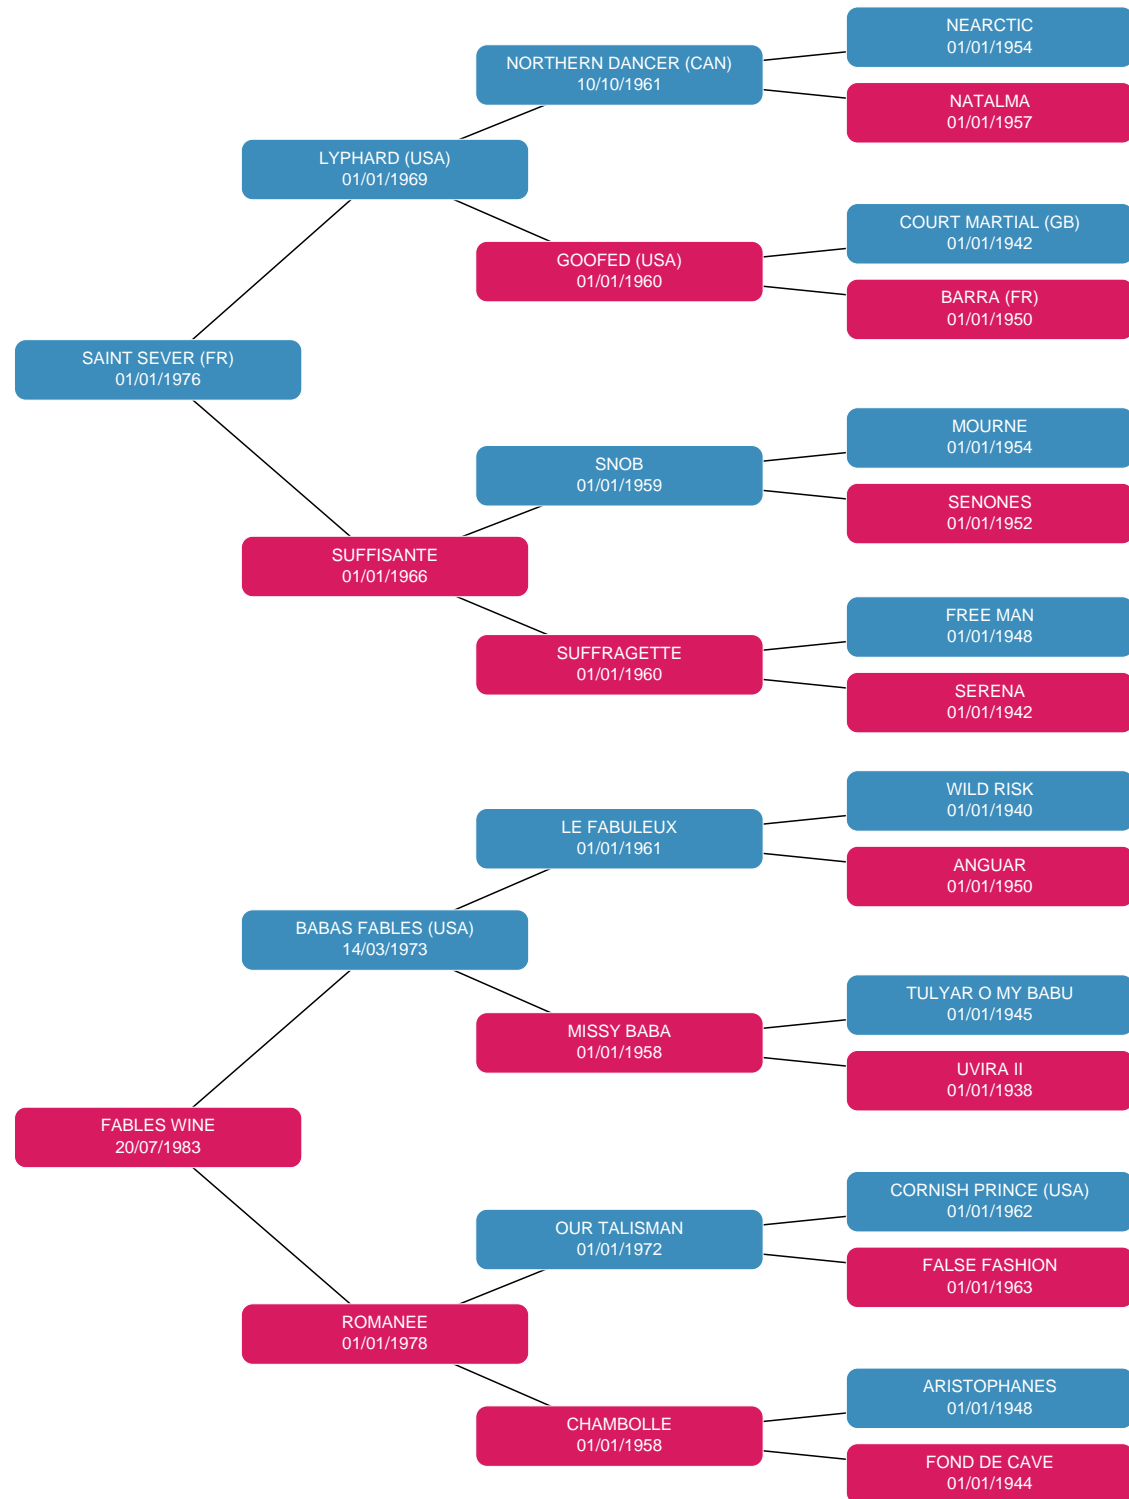 NEARCTIC
01/01/1954
NORTHERN DANCER (CAN)
10/10/1961
NATALMA
01/01/1957
LYPHARD (USA)
01/01/1969
COURT MARTIAL (GB)
01/01/1942
GOOFED (USA)
01/01/1960
BARRA (FR)
01/01/1950
SAINT SEVER (FR)
01/01/1976
MOURNE
01/01/1954
SNOB
01/01/1959
SENONES
01/01/1952
SUFFISANTE
01/01/1966
FREE MAN
01/01/1948
SUFFRAGETTE
01/01/1960
SERENA
01/01/1942
WILD RISK
01/01/1940
LE FABULEUX
01/01/1961
ANGUAR
01/01/1950
BABAS FABLES (USA)
14/03/1973
TULYAR O MY BABU
01/01/1945
MISSY BABA
01/01/1958
UVIRA II
01/01/1938
FABLES WINE
20/07/1983
CORNISH PRINCE (USA)
01/01/1962
OUR TALISMAN
01/01/1972
FALSE FASHION
01/01/1963
ROMANEE
01/01/1978
ARISTOPHANES
01/01/1948
CHAMBOLLE
01/01/1958
FOND DE CAVE
01/01/1944